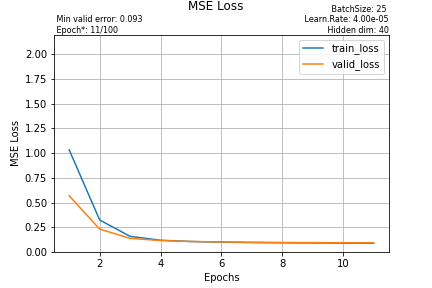 MSE Loss
Min valid error: 0.093
Epoch*: 11/100
BatchSize: 25
Learn.Rate: 4.00e-05
Hidden dim: 40
train_loss
valid_loss
2.00
1.75
1.50
1.25
1.00
0.75
0.50
0.25
0.00
MSE Loss
2 4 6 8 10
Epochs